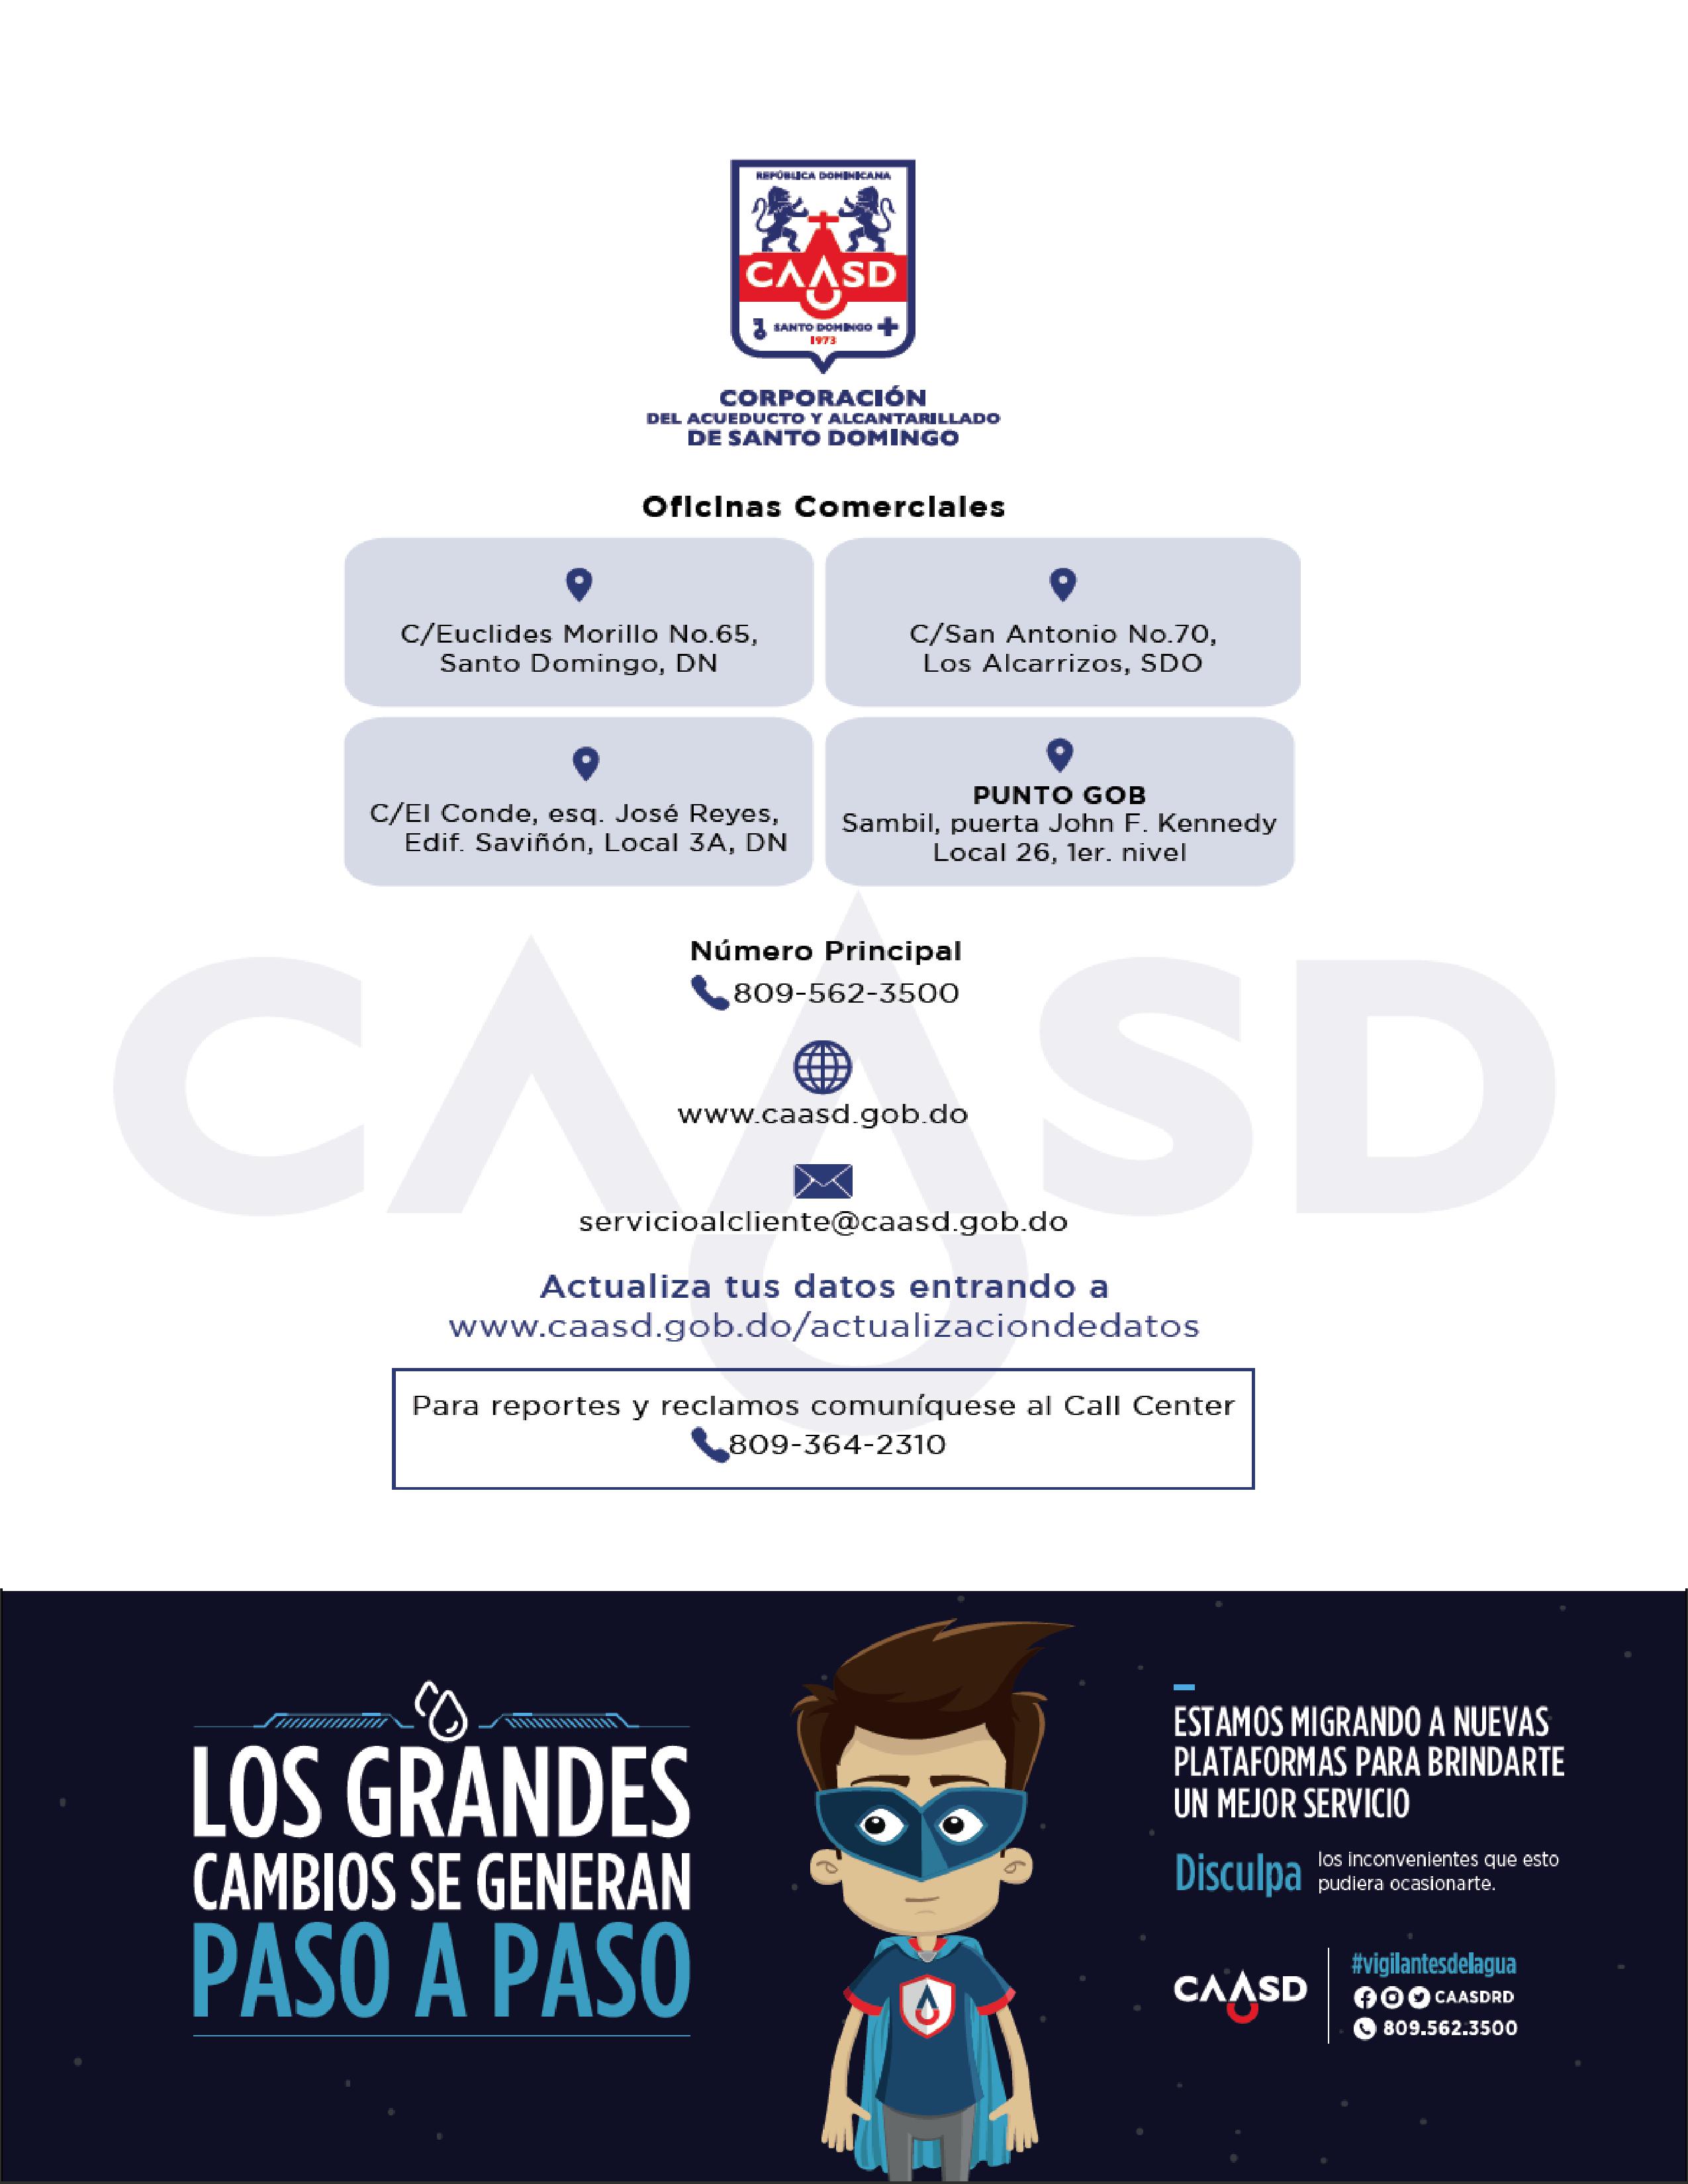 REPÚBLICA DOMINICANA
CAASD
SANTO DOMINGO
1973
CORPORACIÓN
DEL ACUEDUCTO Y ALCANTARILLADO
DE SANTO DOMINGO
Oficinas Comerciales
C/Euclides Morillo No.65,
Santo Domingo, DN
C/San Antonio No.70,
Los Alcarrizos, SDO
C/El Conde, esq. José Reyes,
Edif. Saviñón, Local 3A, DN
PUNTO GOB
Sambil, puerta John F. Kennedy
Local 26, 1er. nivel
CAASD
Número Principal
809-562-3500
www.caasd.gob.do
servicioalcliente@caasd.gob.do
Actualiza tus datos entrando a
www.caasd.gob.do/actualizaciondedatos
Para reportes y reclamos comuníquese al Call Center
809-364-2310
LOS GRANDES
CAMBIOS SE GENERAN
PASO A PASO
ESTAMOS MIGRANDO A NUEVAS
PLATAFORMAS PARA BRINDARTE
UN MEJOR SERVICIO
Disculpa los inconvenientes que esto
pudiera ocasionarte.
CAASD
#vigilantesdelagua
CAASDRD
809.562.3500